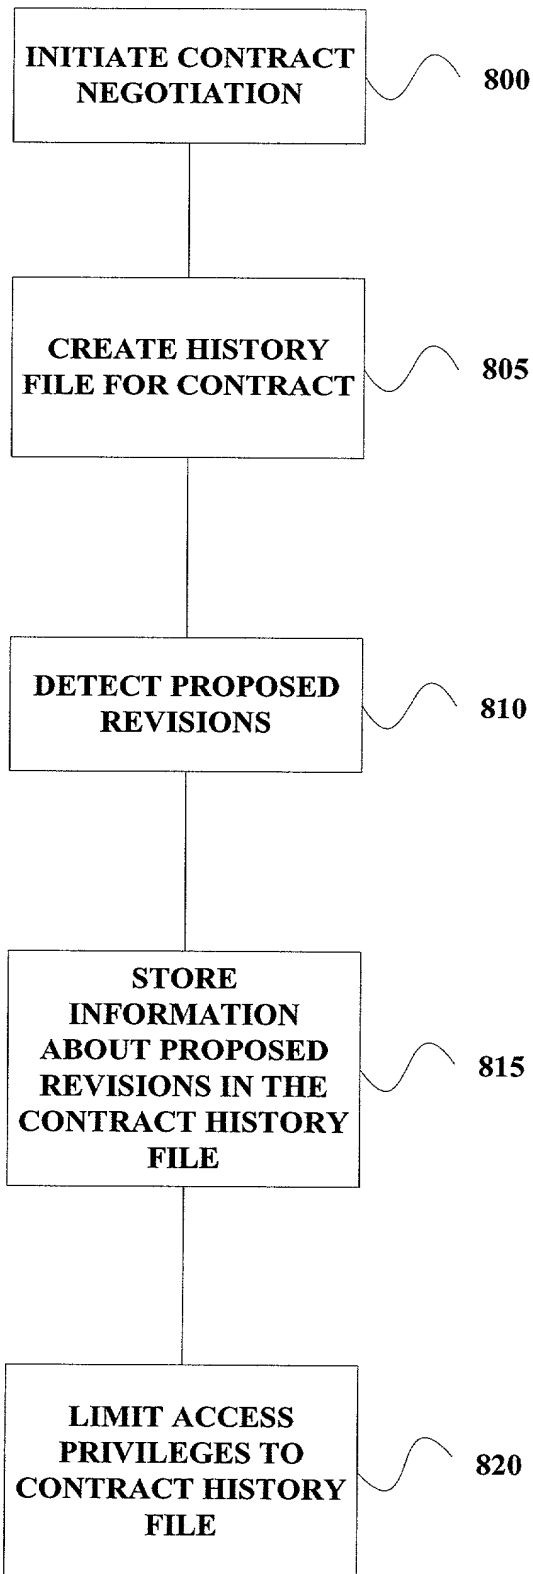 INITIATE CONTRACT
NEGOTIATION
800
CREATE HISTORY
FILE FOR CONTRACT
805
DETECT PROPOSED
REVISIONS
810
STORE
INFORMATION
ABOUT PROPOSED
REVISIONS IN THE
CONTRACT HISTORY
FILE
815
LIMIT ACCESS
PRIVILEGES TO
CONTRACT HISTORY
FILE
820